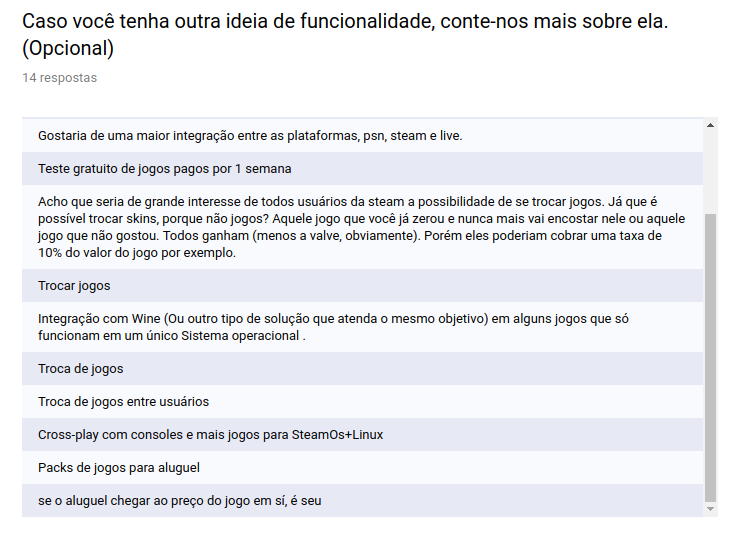 Caso você tenha outra ideia de funcionalidade, conte-nos mais sobre ela.
(Opcional)
14 respostas
Gostaria de uma maior integração entre as plataformas, psn, steam e live.
Teste gratuito de jogos pagos por 1 semana
Acho que seria de grande interesse de todos usuários da steam a possibilidade de se trocar jogos. Já que é
possível trocar skins, porque não jogos? Aquele jogo que você já zerou e nunca mais vai encostar nele ou aquele
jogo que não gostou. Todos ganham (menos a valve, obviamente). Porém eles poderiam cobrar uma taxa de
10% do valor do jogo por exemplo.
Trocar jogos
Integração com Wine (Ou outro tipo de solução que atenda o mesmo objetivo) em alguns jogos que só
funcionam em um único Sistema operacional .
Troca de jogos
Troca de jogos entre usuários
Cross-play com consoles e mais jogos para SteamOs+Linux
Packs de jogos para aluguel
se o aluguel chegar ao preço do jogo em sí, é seu